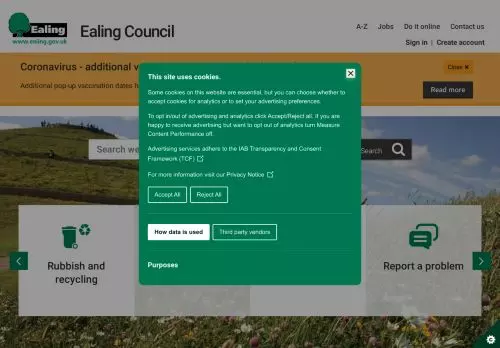 Ealing
www.ealing.gov.uk
Ealing Council
A-Z Jobs Do it online Contact us
Sign in | Create account
Coronavirus - additional v
Close ×
Additional pop-up vaccination dates h
Read more
This site uses cookies.
Some cookies on this website are essential, but you can choose whether to
accept cookies for analytics or to set your advertising preferences.
To opt in/out of advertising and analytics click Accept/Reject all. If you are
happy to receive advertising but want to opt out of analytics turn Measure
Content Performance off.
Advertising services adhere to the IAB Transparency and Consent
Framework (TCF)
For more information visit our Privacy Notice
Accept All Reject All
How data is used Third party vendors
Purposes
Search we
Search
Rubbish and
recycling
Report a problem